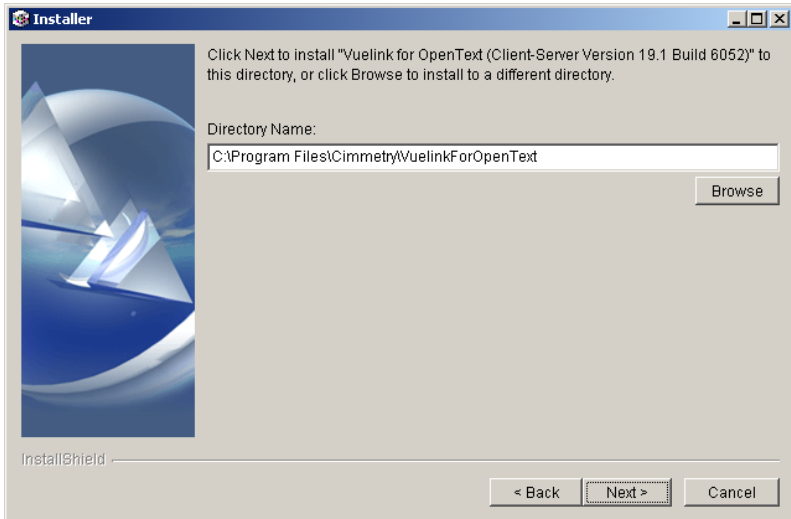 Installer
Click Next to install "Vuelink for OpenText (Client-Server Version 19.1 Build 6052)" to
this directory, or click Browse to install to a different directory.
Directory Name:
C:\Program Files\Cimmetry\VuelinkForOpenText
Browse
InstallShield
< Back
Next >
Cancel